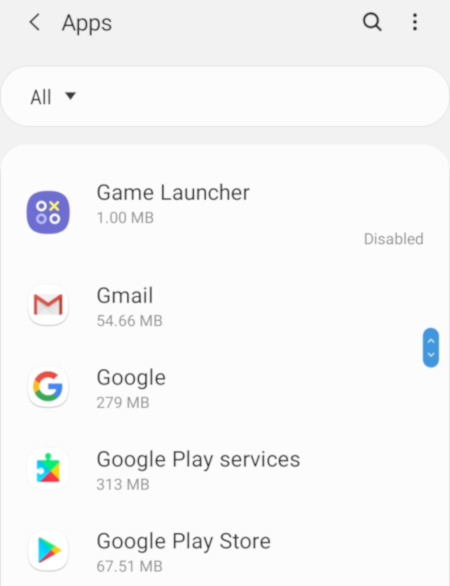 Apps
All
Game Launcher
1.00 MB
Disabled
Gmail
54.66 MB
Google
279 MB
Google Play services
313 MB
Google Play Store
67.51 MB